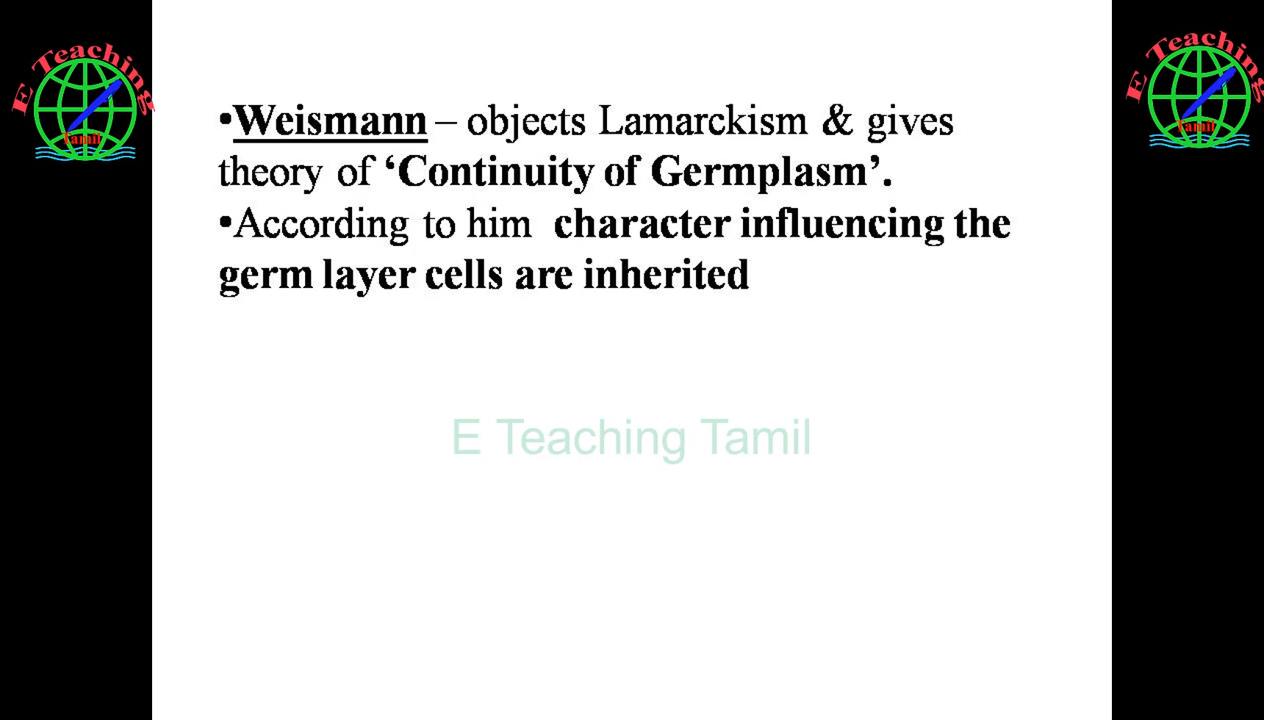 E Teaching
Tamil
E Teaching
Tamil
•Weismann – objects Lamarckism & gives
theory of ‘Continuity of Germplasm’.
•According to him character influencing the
germ layer cells are inherited
E Teaching Tamil